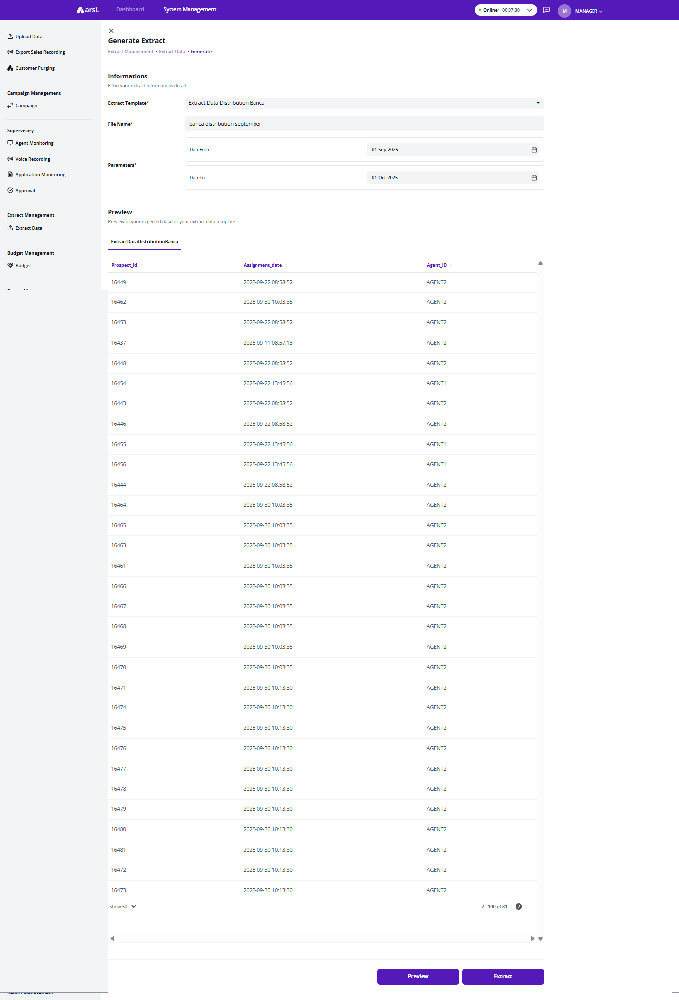 arsi. Dashboard System Management Online* 00:07:30 M MANAGER
Upload Data
Export Sales Recording
Customer Purging
Campaign Management
Campaign
Supervisory
Agent Monitoring
Voice Recording
Application Monitoring
Approval
Extract Management
Extract Data
Budget Management
Budget
Generate Extract
Extract Management • Extract Data • Generate
Informations
Fill in your extract informations detail
Extract Template* Extract Data Distribution Banca
File Name* banca distribution september
Parameters*
DateFrom 01-Sep-2025
DateTo 01-Oct-2025
Preview
Preview of your expected data for your extract data template
ExtractDataDistributionBanca
Prospect_id Assignment_date Agent_ID
16449 2025-09-22 08:58:52 AGENT2
16462 2025-09-30 10:03:35 AGENT2
16453 2025-09-22 08:58:52 AGENT2
16437 2025-09-11 08:57:18 AGENT2
16448 2025-09-22 08:58:52 AGENT2
16454 2025-09-22 13:45:56 AGENT1
16443 2025-09-22 08:58:52 AGENT2
16446 2025-09-22 08:58:52 AGENT2
16455 2025-09-22 13:45:56 AGENT1
16456 2025-09-22 13:45:56 AGENT1
16444 2025-09-22 08:58:52 AGENT2
16464 2025-09-30 10:03:35 AGENT2
16465 2025-09-30 10:03:35 AGENT2
16463 2025-09-30 10:03:35 AGENT2
16461 2025-09-30 10:03:35 AGENT2
16466 2025-09-30 10:03:35 AGENT2
16467 2025-09-30 10:03:35 AGENT2
16468 2025-09-30 10:03:35 AGENT2
16469 2025-09-30 10:03:35 AGENT2
16470 2025-09-30 10:03:35 AGENT2
16471 2025-09-30 10:13:30 AGENT2
16474 2025-09-30 10:13:30 AGENT2
16475 2025-09-30 10:13:30 AGENT2
16476 2025-09-30 10:13:30 AGENT2
16477 2025-09-30 10:13:30 AGENT2
16478 2025-09-30 10:13:30 AGENT2
16479 2025-09-30 10:13:30 AGENT2
16480 2025-09-30 10:13:30 AGENT2
16481 2025-09-30 10:13:30 AGENT2
16472 2025-09-30 10:13:30 AGENT2
16473 2025-09-30 10:13:30 AGENT2
Show 50 2 - 100 of 81 2
Preview Extract
Report Management